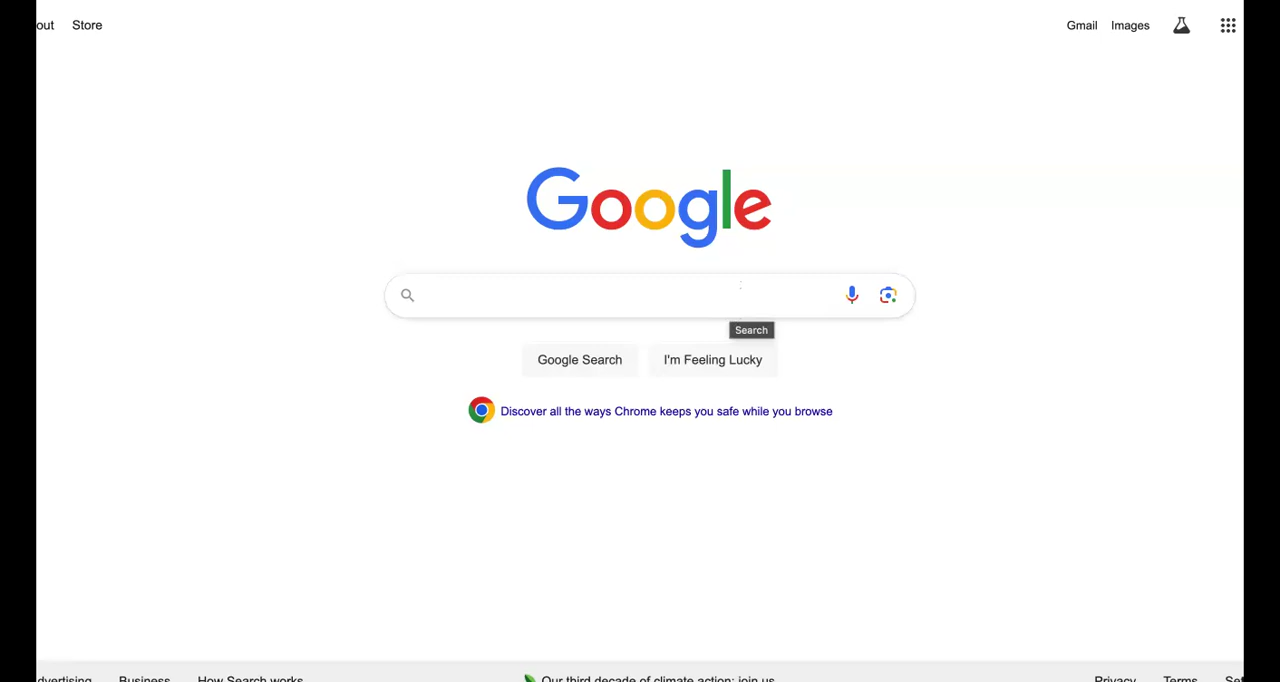 out Store Gmail Images
Google
Search
Google Search I'm Feeling Lucky
Discover all the ways Chrome keeps you safe while you browse
dvertising Business How Search works Our third decade of climate action: join us Privacy Terms Set